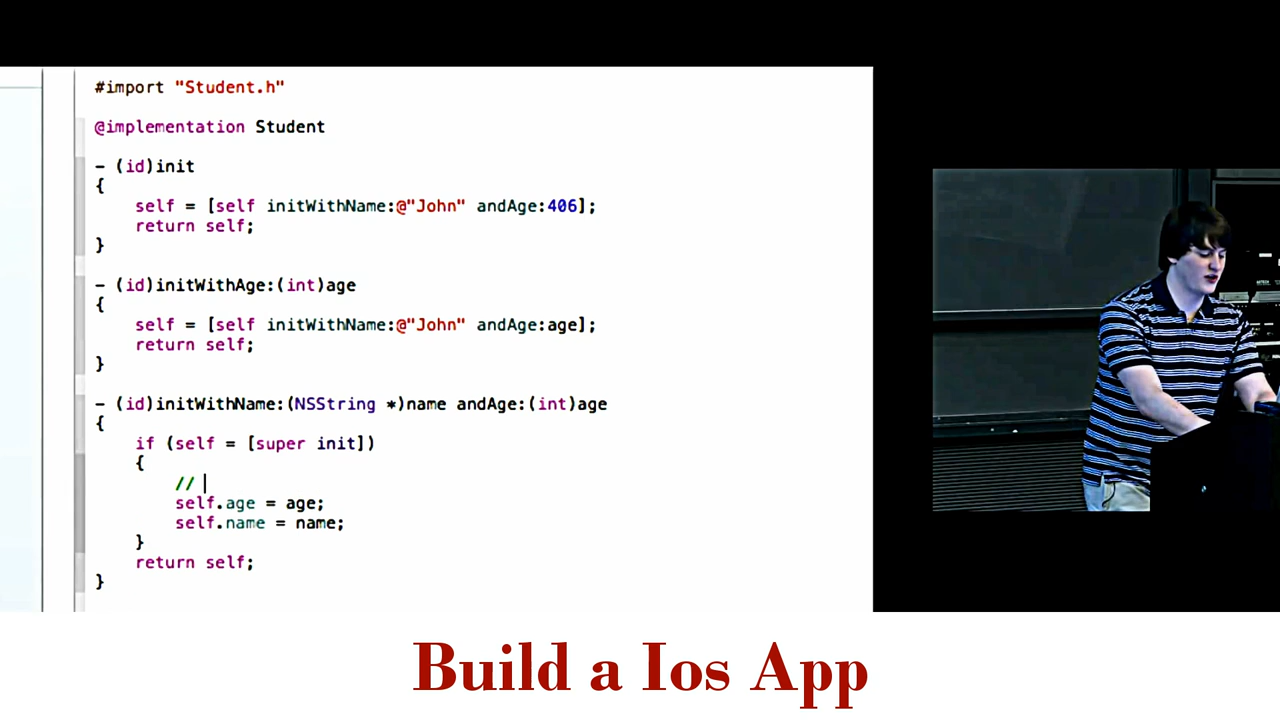 #import "Student.h"
@implementation Student
- (id)init
{
self = [self initWithName:@"John" andAge:406];
return self;
}
- (id)initWithAge:(int)age
{
self = [self initWithName:@"John" andAge:age];
return self;
}
- (id)initWithName:(NSString *)name andAge:(int)age
{
if (self = [super init])
{
//
self.age = age;
self.name = name;
}
return self;
}
Build a Ios App